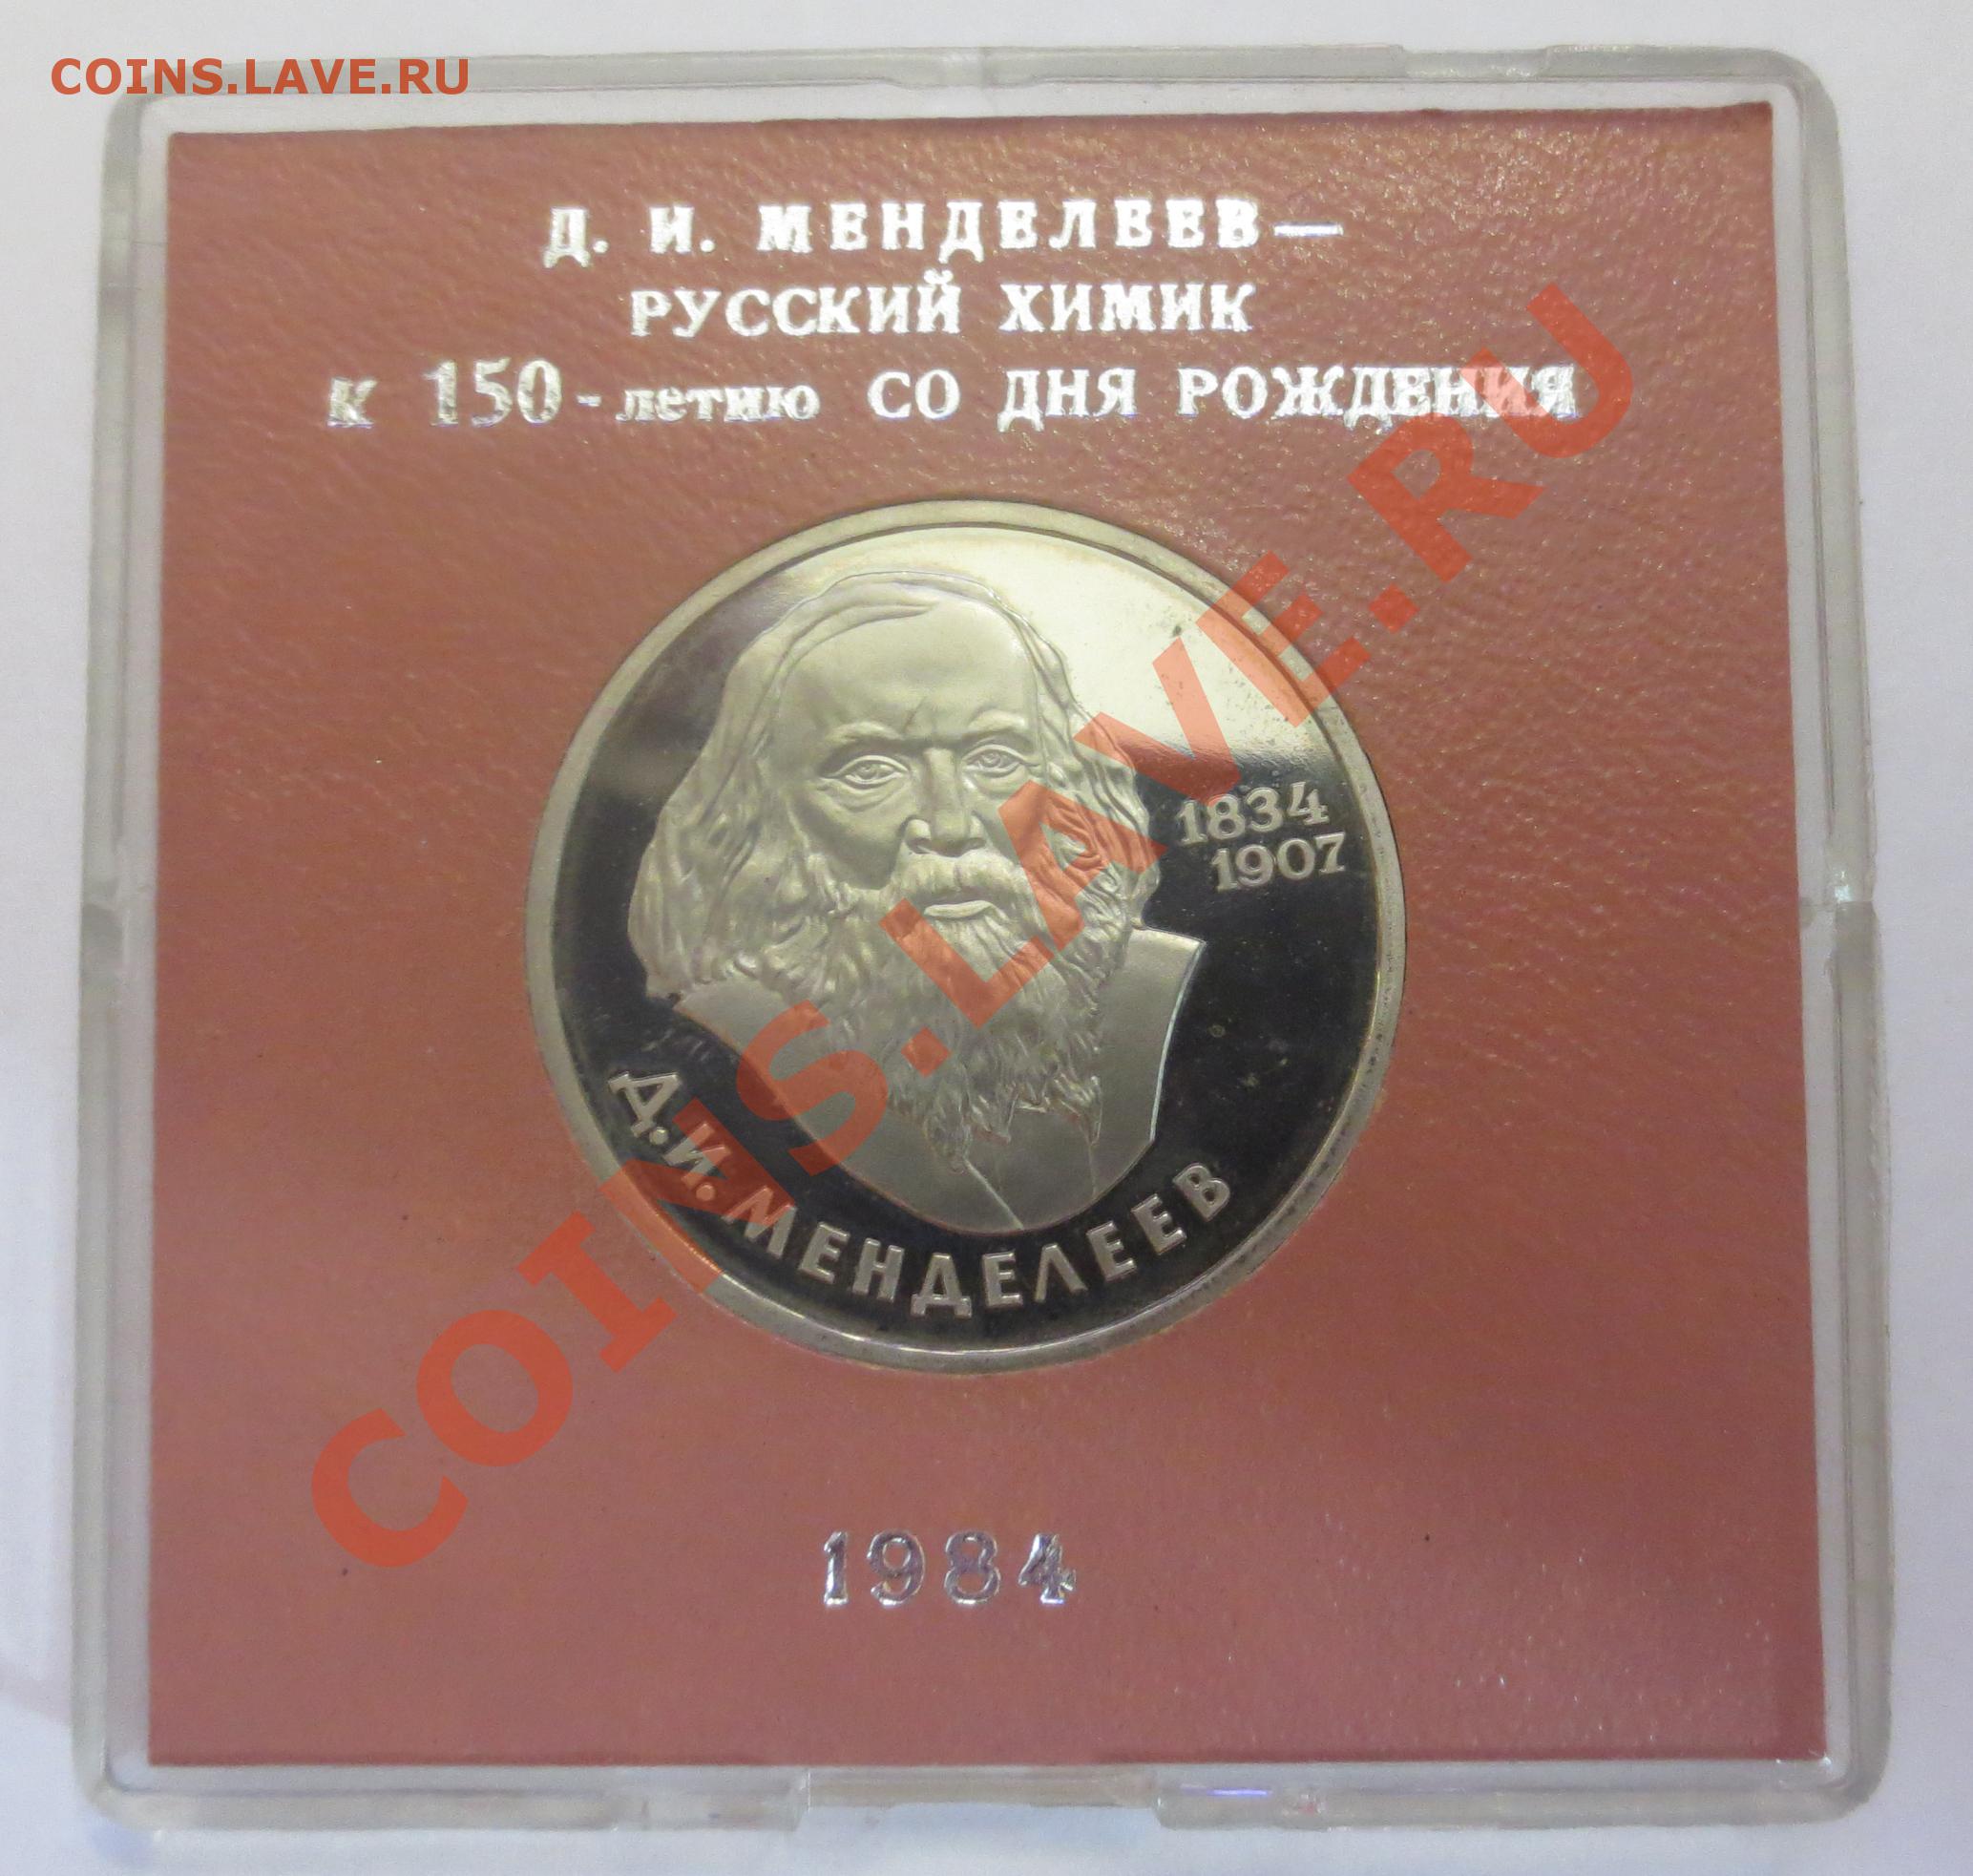 COINS.LAVE.RU
Д. И. МЕНДЕЛЕЕВ—
РУССКИЙ ХИМИК
К 150-летию СО ДНЯ РОЖДЕНИЯ
1834
1907
Д.И. МЕНДЕЛЕЕВ
COINS.LAVE.RU
1984